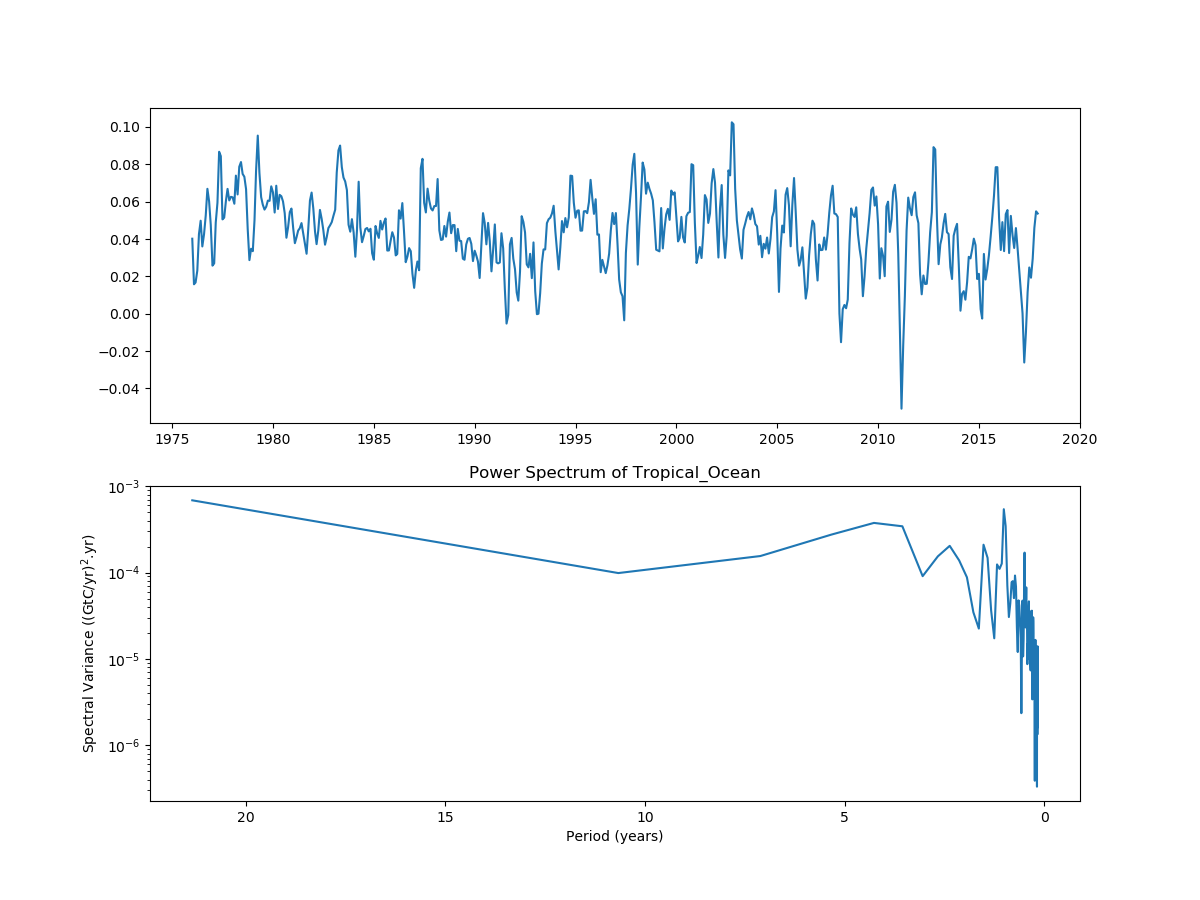 0.10
0.08
0.06
0.04
0.02
0.00
−0.02
−0.04
1975 1980 1985 1990 1995 2000 2005 2010 2015 2020
Power Spectrum of Tropical_Ocean
10⁻³
10⁻⁴
10⁻⁵
10⁻⁶
Spectral Variance ((GtC/yr)².yr)
20 15 10 5 0
Period (years)